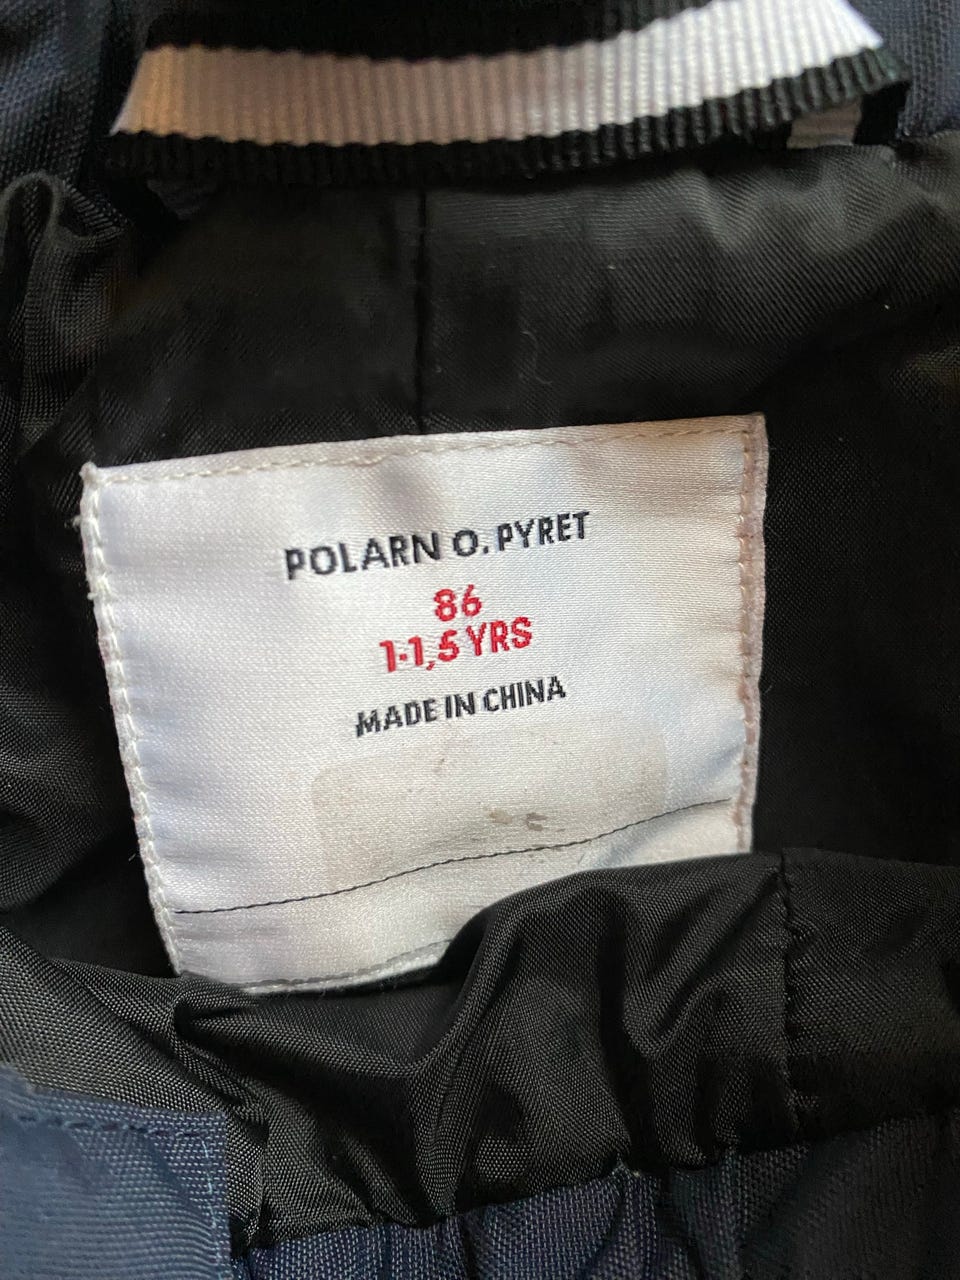 POLARN O. PYRET
86
1-1,5 YRS
MADE IN CHINA